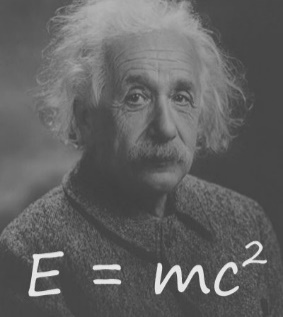 E = mc²